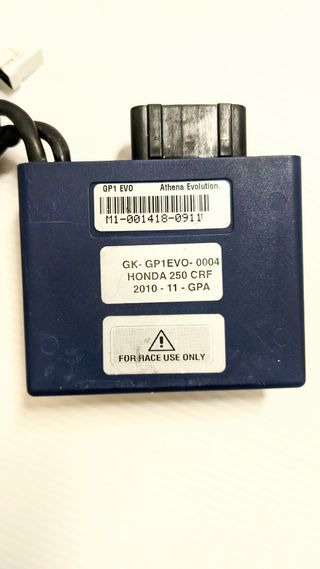 GP1 EVO Athena Evolution.
M1-001418-0911
GK- GP1EVO- 0004
HONDA 250 CRF
2010 - 11 - GPA
FOR RACE USE ONLY